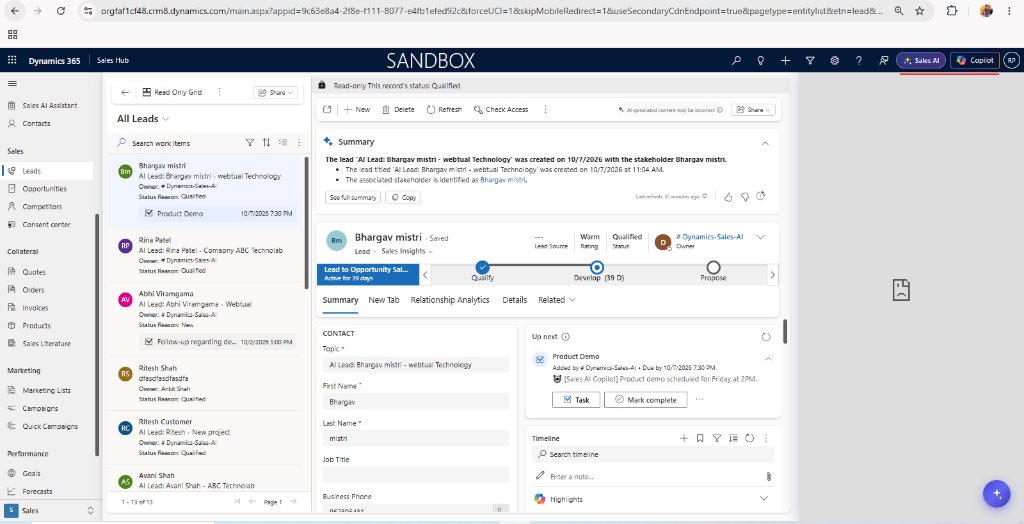 orgfaf1cf48.crm8.dynamics.com/main.aspx?appid=9c63e8a4-2f8e-f111-8077-e4fb1efed92c&forceUCI=1&skipMobileRedirect=1&useSecondaryCdnEndpoint=true&pagetype=entitylist&etn=lead&...
Dynamics 365
Sales Hub
SANDBOX
Sales AI
Copilot
RP
Sales AI Assistant
Contacts
Sales
Leads
Opportunities
Competitors
Consent center
Collateral
Quotes
Orders
Invoices
Products
Sales Literature
Marketing
Marketing Lists
Campaigns
Quick Campaigns
Performance
Goals
Forecasts
S Sales
Read Only Grid
Share
All Leads
Search work items
Bm
Bhargav mistri
AI Lead: Bhargav mistri - webtual Technology
Owner: # Dynamics-Sales-AI
Status Reason: Qualified
Product Demo 10/7/2026 7:30 PM
RP
Rina Patel
AI Lead: Rina Patel - Comapny ABC Technolab
Owner: # Dynamics-Sales-AI
Status Reason: Qualified
AV
Abhi Viramgama
AI Lead: Abhi Viramgama - Webtual
Owner: # Dynamics-Sales-AI
Status Reason: New
Follow-up regarding de... 10/2/2026 5:00 PM
RS
Ritesh Shah
dfasdfasdfasdfa
Owner: Ankit Shah
Status Reason: Qualified
RC
Ritesh Customer
AI Lead: Ritesh - New project
Owner: # Dynamics-Sales-AI
Status Reason: Qualified
AS
Avani Shah
AI Lead: Avani Shah - ABC Technolab
1 - 13 of 13
Page 1
Read-only This record's status: Qualified
New
Delete
Refresh
Check Access
AI-generated content may be incorrect
Share
Summary
The lead 'AI Lead: Bhargav mistri - webtual Technology' was created on 10/7/2026 with the stakeholder Bhargav mistri.
• The lead titled 'AI Lead: Bhargav mistri - webtual Technology' was created on 10/7/2026 at 11:04 AM.
• The associated stakeholder is identified as Bhargav mistri.
See full summary
Copy
Last refresh: 35 minutes ago
Bm
Bhargav mistri - Saved
Lead · Sales Insights
---
Lead Source
Warm
Rating
Qualified
Status
D
# Dynamics-Sales-AI
Owner
Lead to Opportunity Sal...
Active for 39 days
Qualify
Develop (39 D)
Propose
Summary
New Tab
Relationship Analytics
Details
Related
CONTACT
Topic *
AI Lead: Bhargav mistri - webtual Technology
First Name *
Bhargav
Last Name *
mistri
Job Title
Business Phone
Up next
Product Demo
Added by # Dynamics-Sales-AI • Due by 10/7/2026 7:30 PM
[Sales AI Copilot] Product demo scheduled for Friday at 2PM.
Task
Mark complete
Timeline
Search timeline
Enter a note...
Highlights